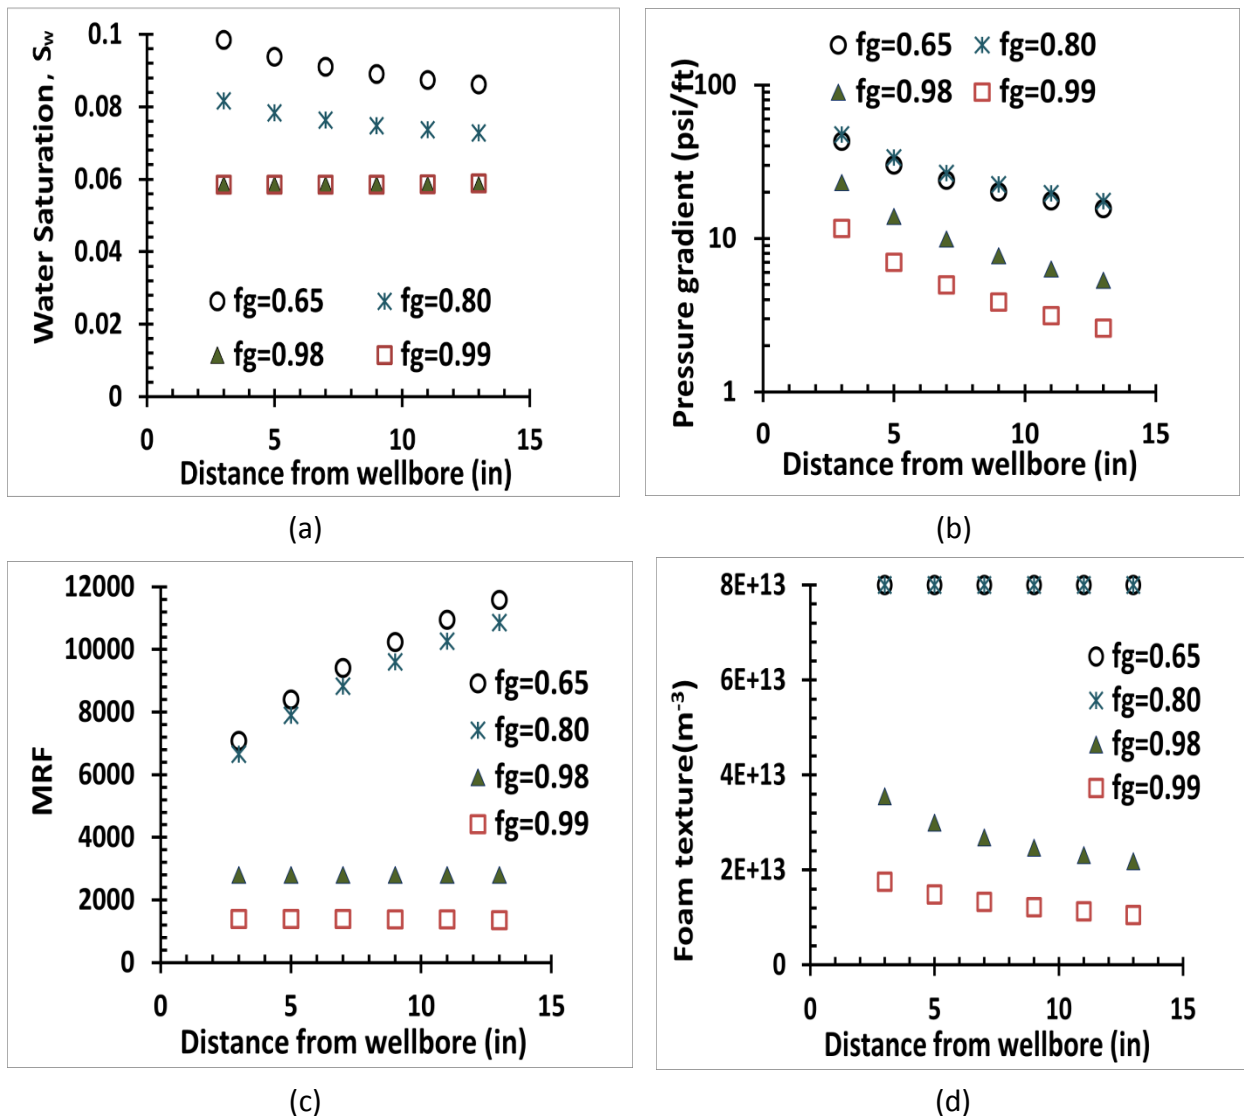 Water Saturation, Sw
0.1
0.08
0.06
0.04
0.02
0
fg=0.65 fg=0.80
fg=0.98 fg=0.99
0 5 10 15
Distance from wellbore (in)
(a)
Pressure gradient (psi/ft)
fg=0.65 fg=0.80
fg=0.98 fg=0.99
100
10
1
0 5 10 15
Distance from wellbore (in)
(b)
MRF
12000
10000
8000
6000
4000
2000
0
fg=0.65
fg=0.80
fg=0.98
fg=0.99
0 5 10 15
Distance from wellbore (in)
(c)
Foam texture(m⁻³)
8E+13
6E+13
4E+13
2E+13
0
fg=0.65
fg=0.80
fg=0.98
fg=0.99
0 5 10 15
Distance from wellbore (in)
(d)